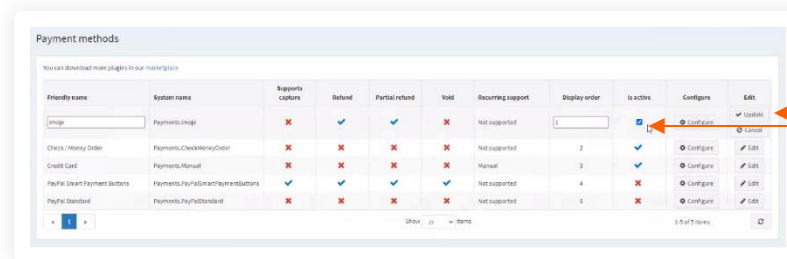 Payment methods
You can download more plugins in our marketplace
Friendly name System name Supports capture Refund Partial refund Void Recurring support Display order Is active Configure Edit
imoje Payments.imoje Not supported 1 Configure Update
Cancel
Check / Money Order Payments.CheckMoneyOrder Not supported 2 Configure Edit
Credit Card Payments.Manual Manual 3 Configure Edit
PayPal Smart Payment Buttons Payments.PayPalSmartPaymentButtons Not supported 4 Configure Edit
PayPal Standard Payments.PayPalStandard Not supported 5 Configure Edit
1 Show items 1-5 of 5 items